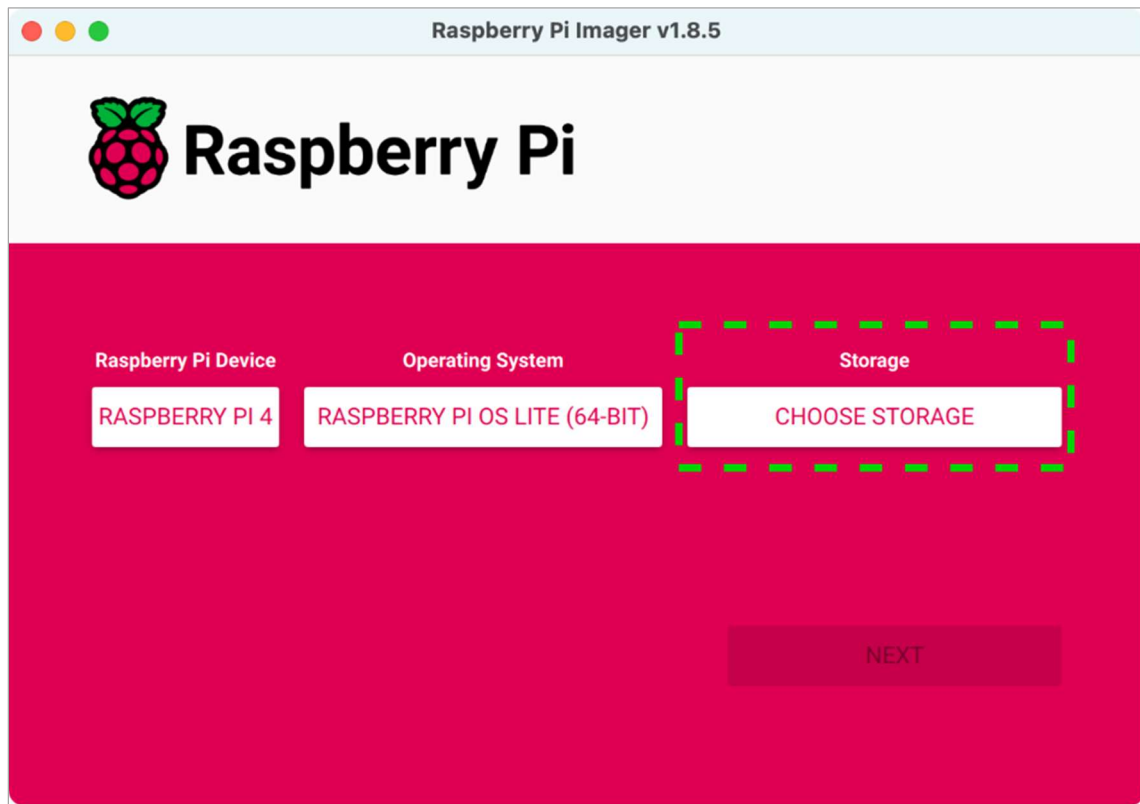 Raspberry Pi Imager v1.8.5
Raspberry Pi
Raspberry Pi Device
Operating System
Storage
RASPBERRY PI 4
RASPBERRY PI OS LITE (64-BIT)
CHOOSE STORAGE
NEXT